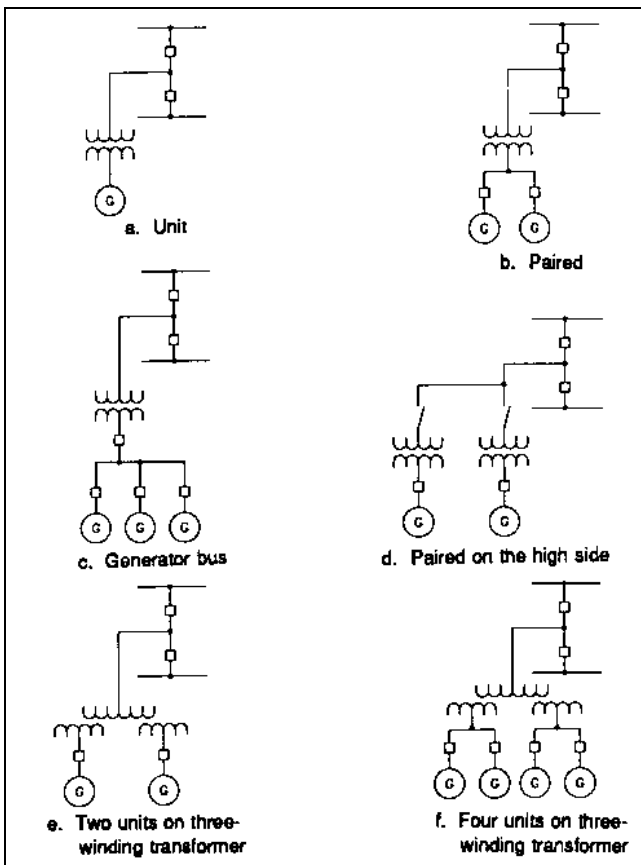 G
a. Unit
G G
b. Paired
G G G
c. Generator bus
G G
d. Paired on the high side
G G
e. Two units on three-
winding transformer
G G G G
f. Four units on three-
winding transformer